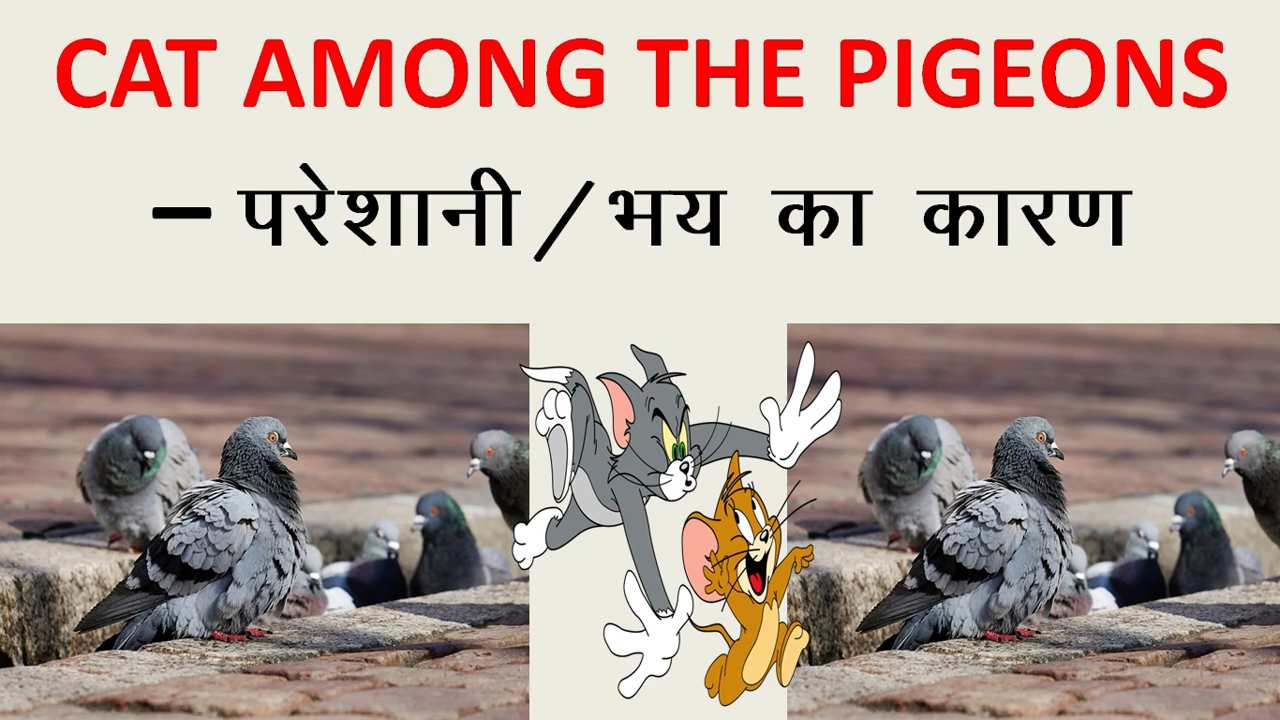 CAT AMONG THE PIGEONS
– परेशानी/भय का कारण